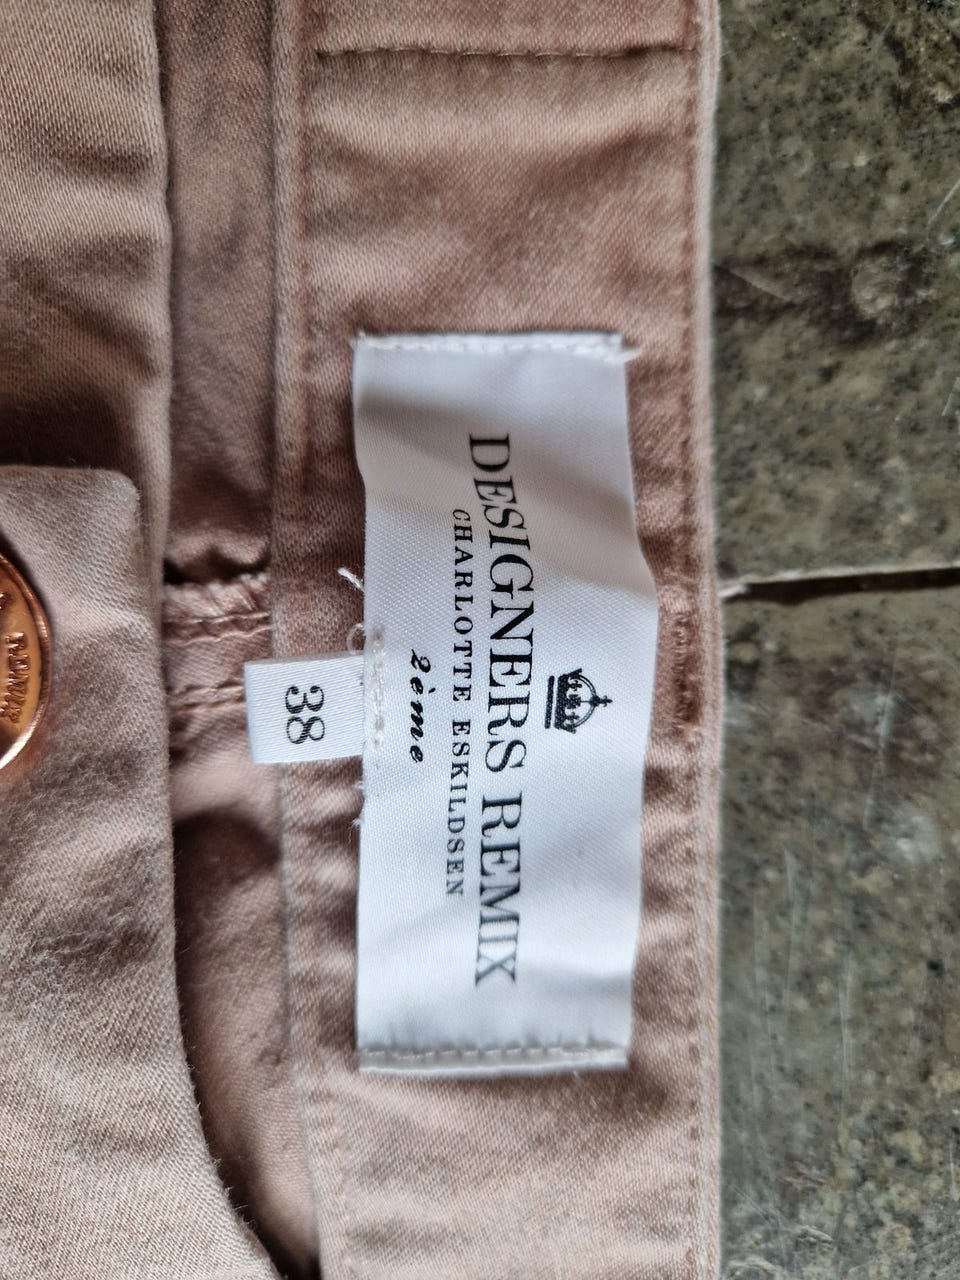 DESIGNERS REMIX
CHARLOTTE ESKILDSEN
2ème
38